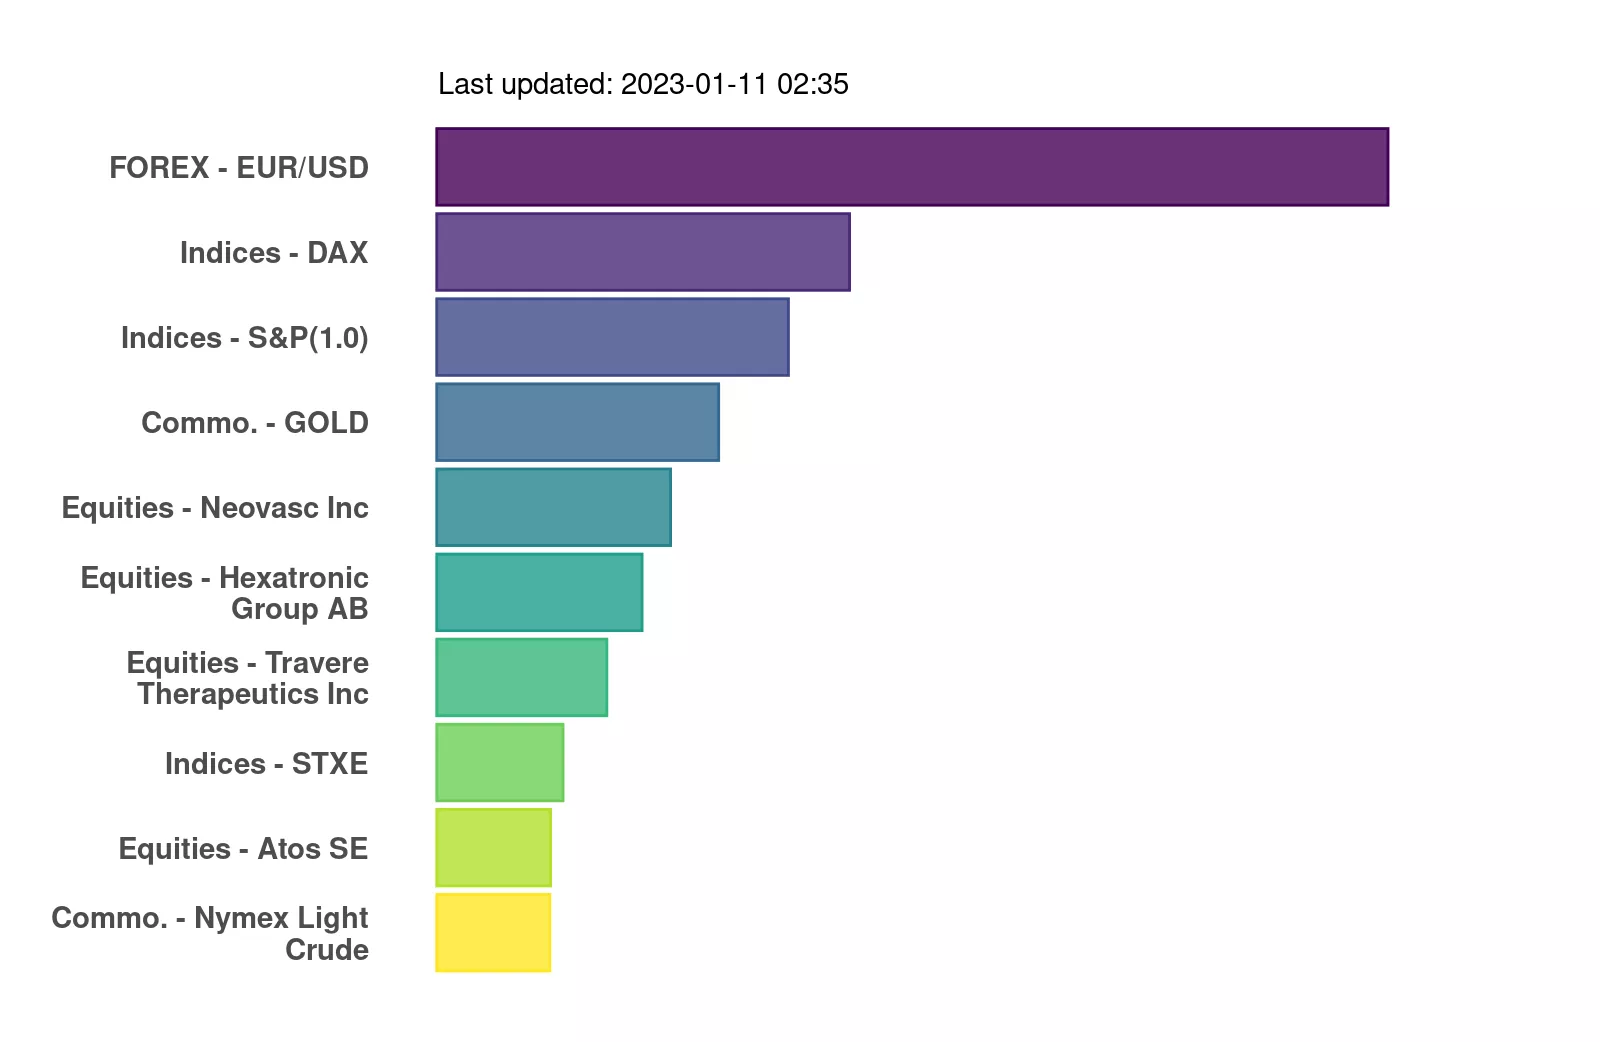 Last updated: 2023-01-11 02:35
FOREX - EUR/USD
Indices - DAX
Indices - S&P(1.0)
Commo. - GOLD
Equities - Neovasc Inc
Equities - Hexatronic
Group AB
Equities - Travere
Therapeutics Inc
Indices - STXE
Equities - Atos SE
Commo. - Nymex Light
Crude